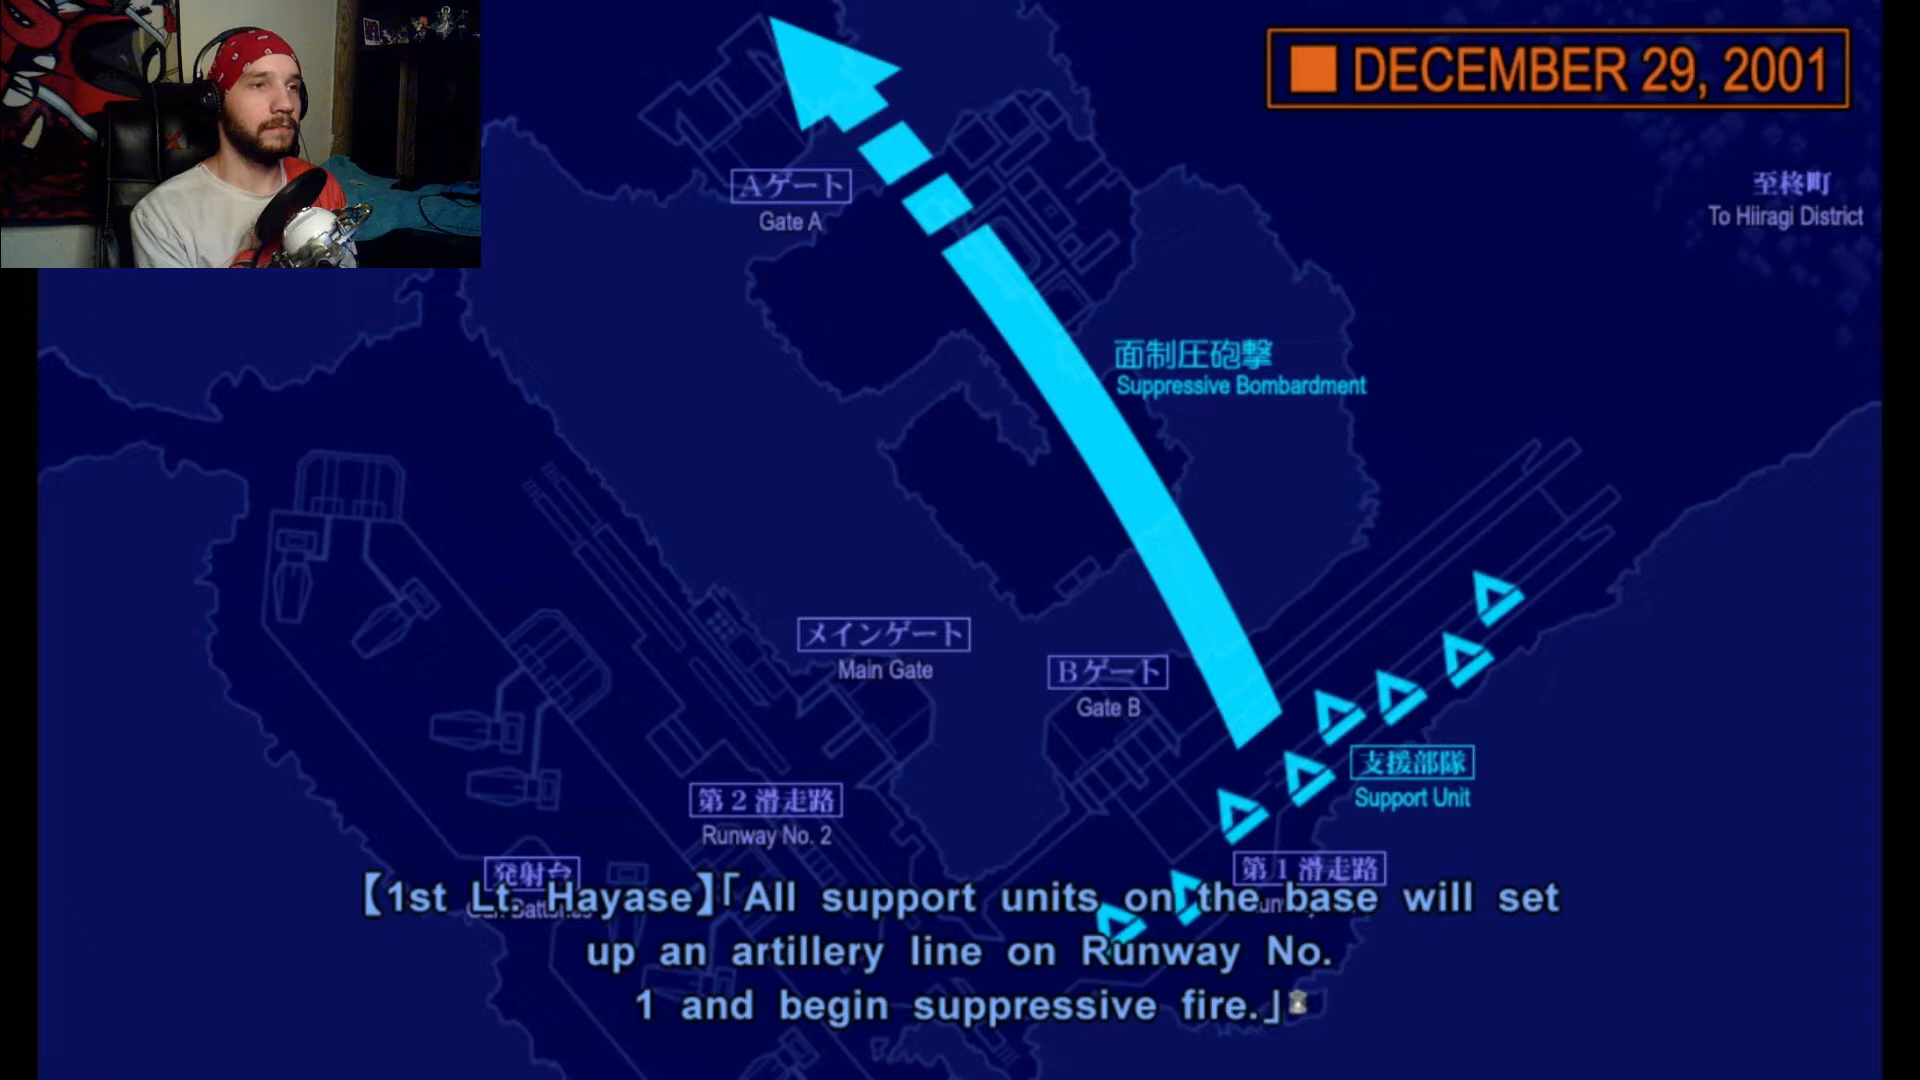 DECEMBER 29, 2001
Aゲート
Gate A
至柊町
To Hiiragi District
面制圧砲撃
Suppressive Bombardment
メインゲート
Main Gate
Bゲート
Gate B
支援部隊
Support Unit
第2滑走路
Runway No. 2
発射台
第1滑走路
【1st Lt. Hayase】「All support units on the base will set
up an artillery line on Runway No.
1 and begin suppressive fire.」